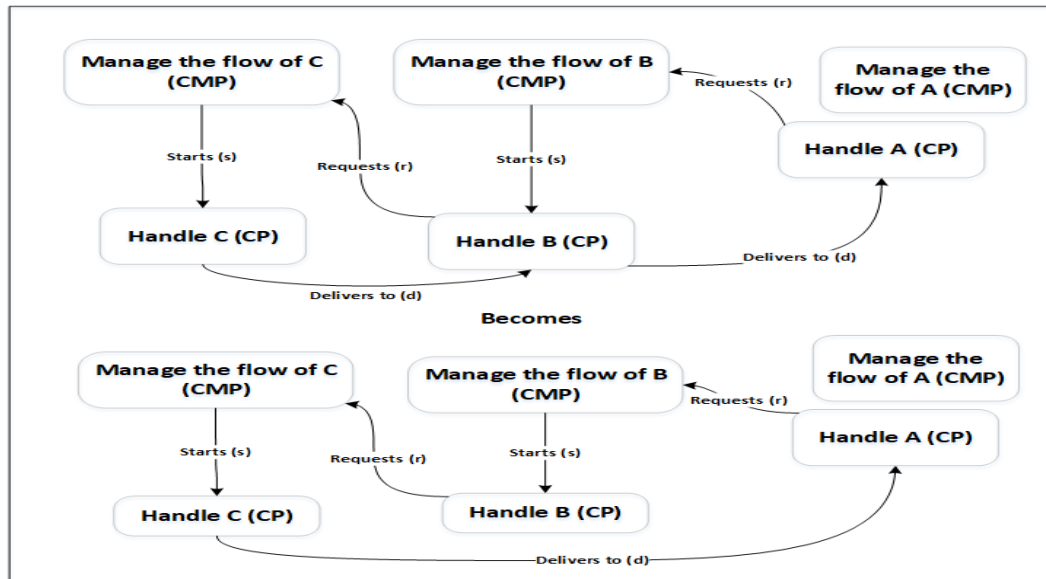 Manage the flow of C
(CMP)
Manage the flow of B
(CMP)
Requests (r)
Manage the
flow of A (CMP)
Handle A (CP)
Starts (s)
Requests (r)
Starts (s)
Handle C (CP)
Handle B (CP)
Delivers to (d)
Delivers to (d)
Becomes
Manage the flow of C
(CMP)
Manage the flow of B
(CMP)
Requests (r)
Manage the
flow of A (CMP)
Handle A (CP)
Starts (s)
Requests (r)
Starts (s)
Handle C (CP)
Handle B (CP)
Delivers to (d)